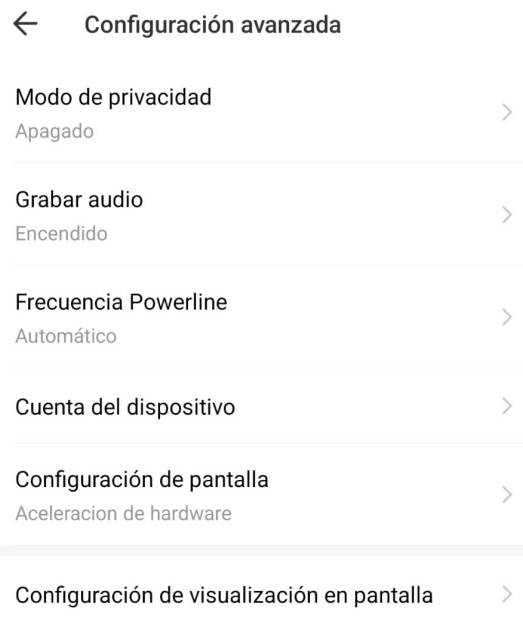 Configuración avanzada
Modo de privacidad
Apagado
Grabar audio
Encendido
Frecuencia Powerline
Automático
Cuenta del dispositivo
Configuración de pantalla
Aceleracion de hardware
Configuración de visualización en pantalla